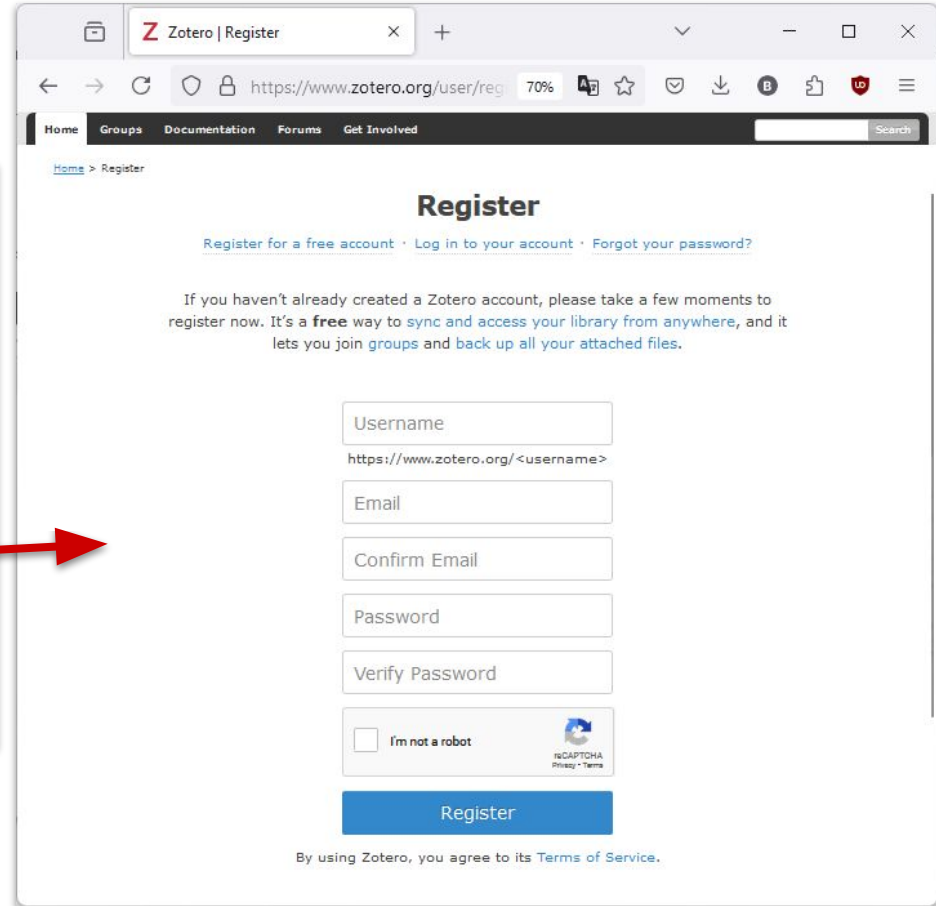 Zotero | Register
https://www.zotero.org/user/reg 70%
Home Groups Documentation Forums Get Involved Search
Home > Register
Register
Register for a free account · Log in to your account · Forgot your password?
If you haven't already created a Zotero account, please take a few moments to
register now. It's a free way to sync and access your library from anywhere, and it
lets you join groups and back up all your attached files.
Username
https://www.zotero.org/<username>
Email
Confirm Email
Password
Verify Password
I'm not a robot
reCAPTCHA
Privacy • Terms
Register
By using Zotero, you agree to its Terms of Service.